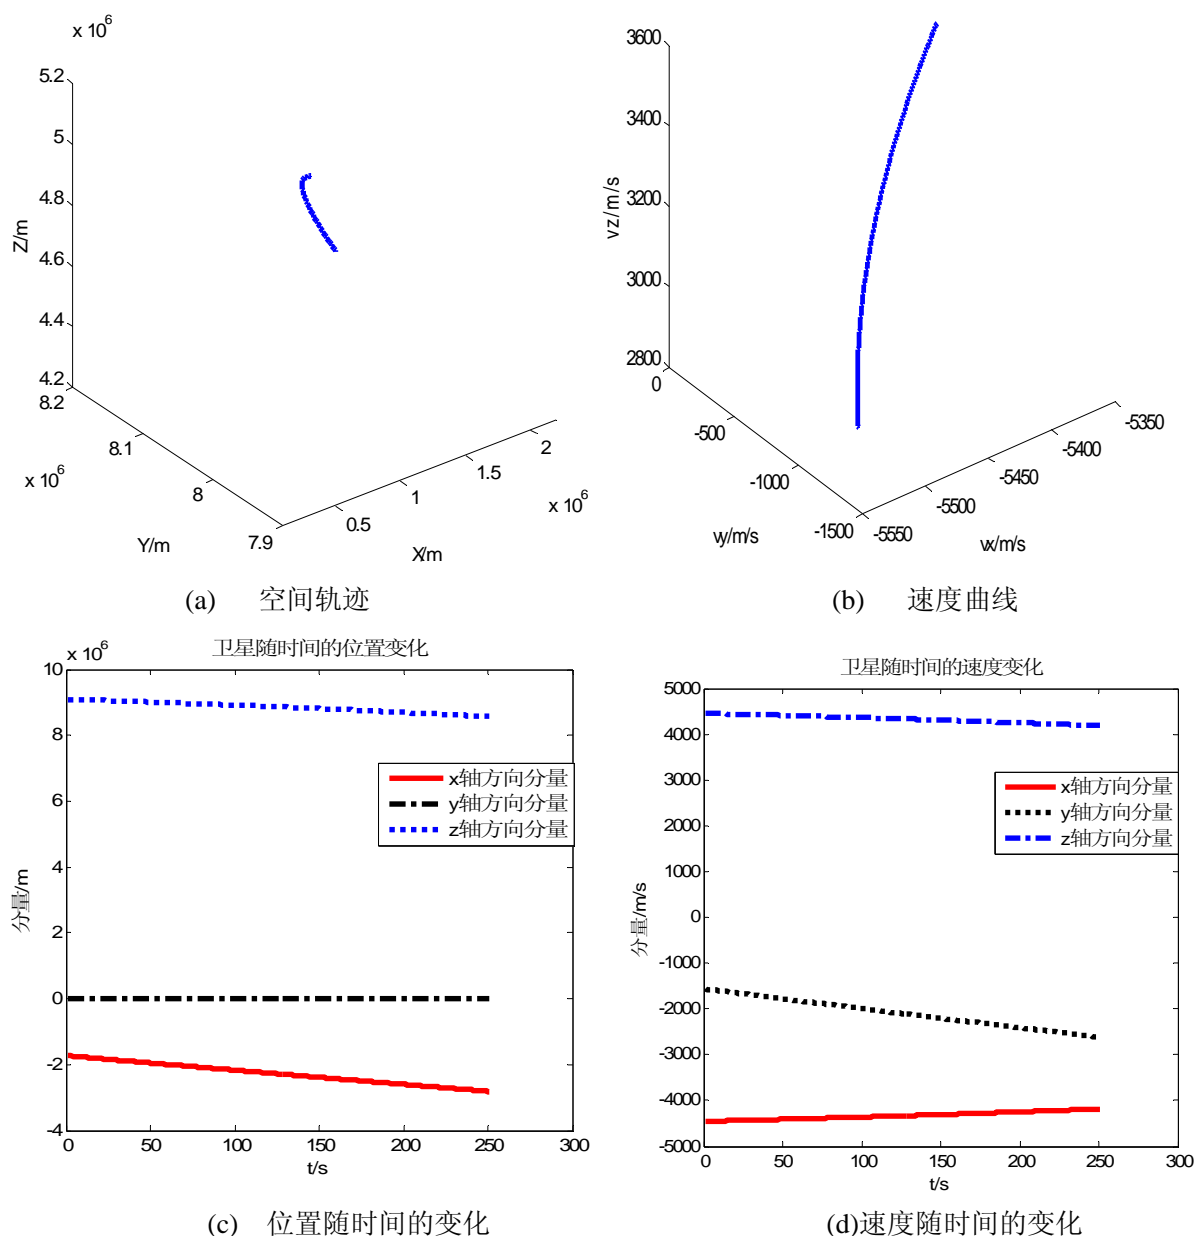 x 10^6
5.2
5
4.8
4.6
4.4
4.2
Z/m
8.2
8.1
8
7.9
x 10^6
Y/m
0.5
1
1.5
2
x 10^6
X/m
(a) 空间轨迹
3600
3400
3200
3000
2800
vz/m/s
0
-500
-1000
-1500
vy/m/s
-5550
-5500
-5450
-5400
-5350
vx/m/s
(b) 速度曲线
卫星随时间的位置变化
x 10^6
10
8
6
4
2
0
-2
-4
分量/m
x轴方向分量
y轴方向分量
z轴方向分量
0 50 100 150 200 250 300
t/s
(c) 位置随时间的变化
卫星随时间的速度变化
5000
4000
3000
2000
1000
0
-1000
-2000
-3000
-4000
-5000
分量/m/s
x轴方向分量
y轴方向分量
z轴方向分量
0 50 100 150 200 250 300
t/s
(d)速度随时间的变化